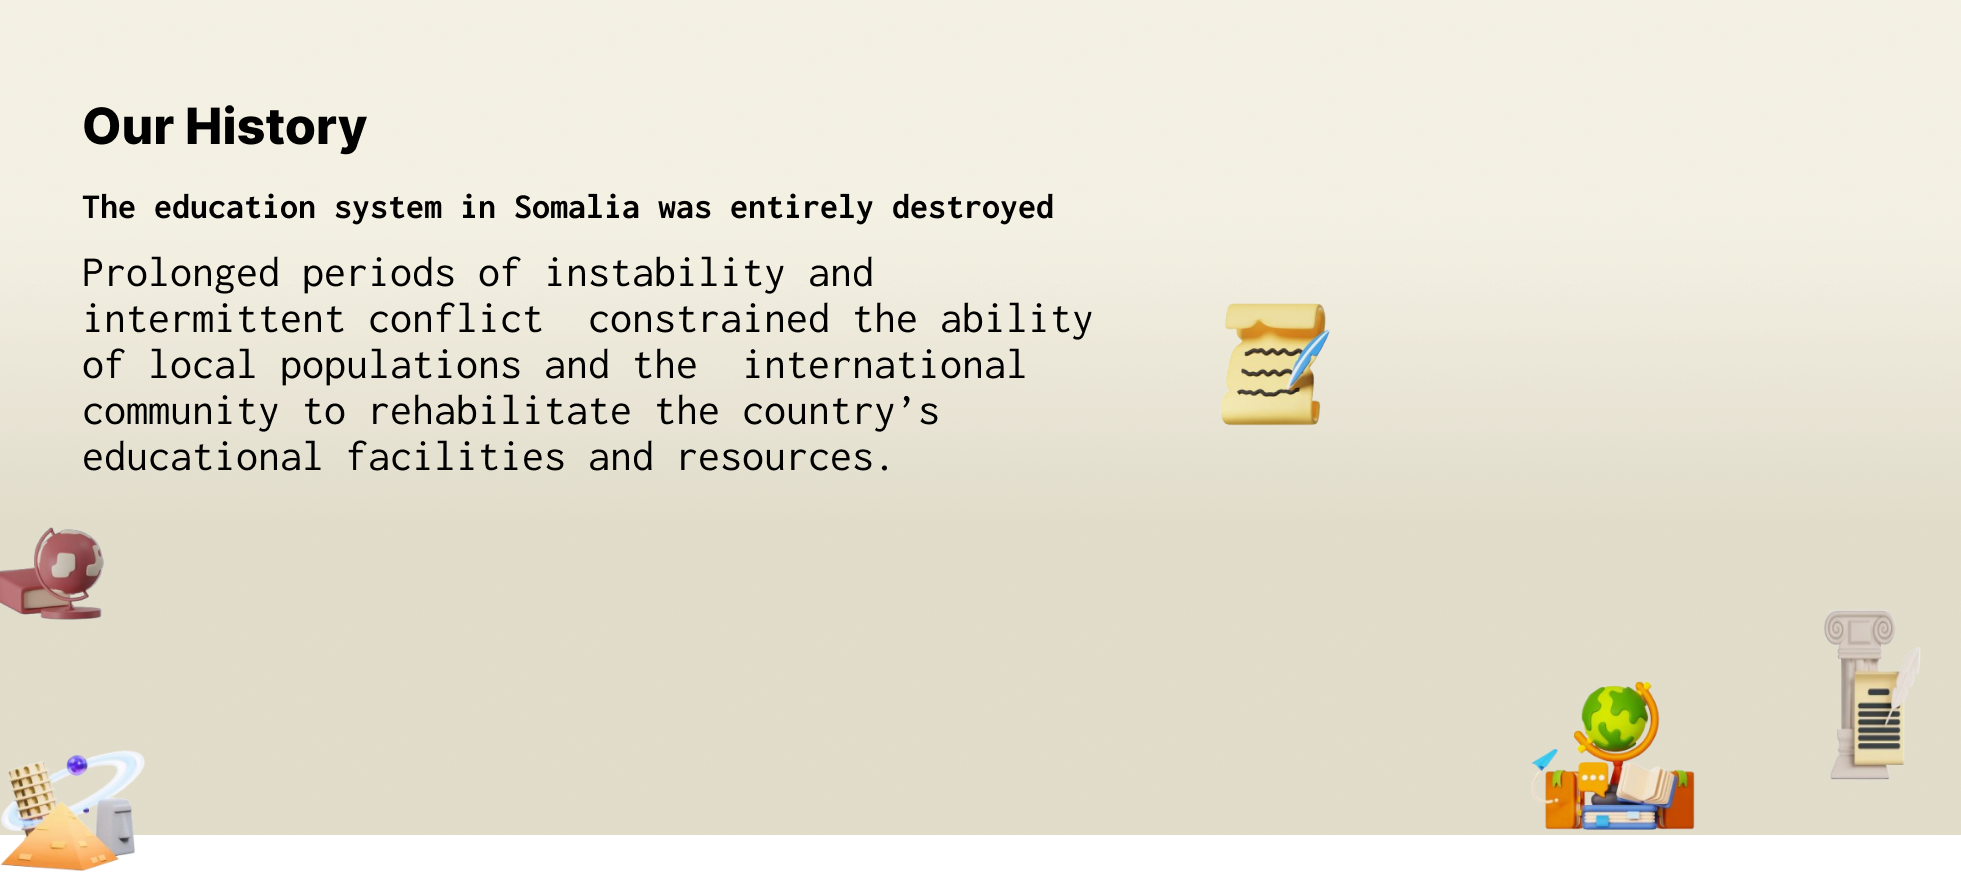 Our History
The education system in Somalia was entirely destroyed
Prolonged periods of instability and
intermittent conflict  constrained the ability
of local populations and the  international
community to rehabilitate the country’s
educational facilities and resources.